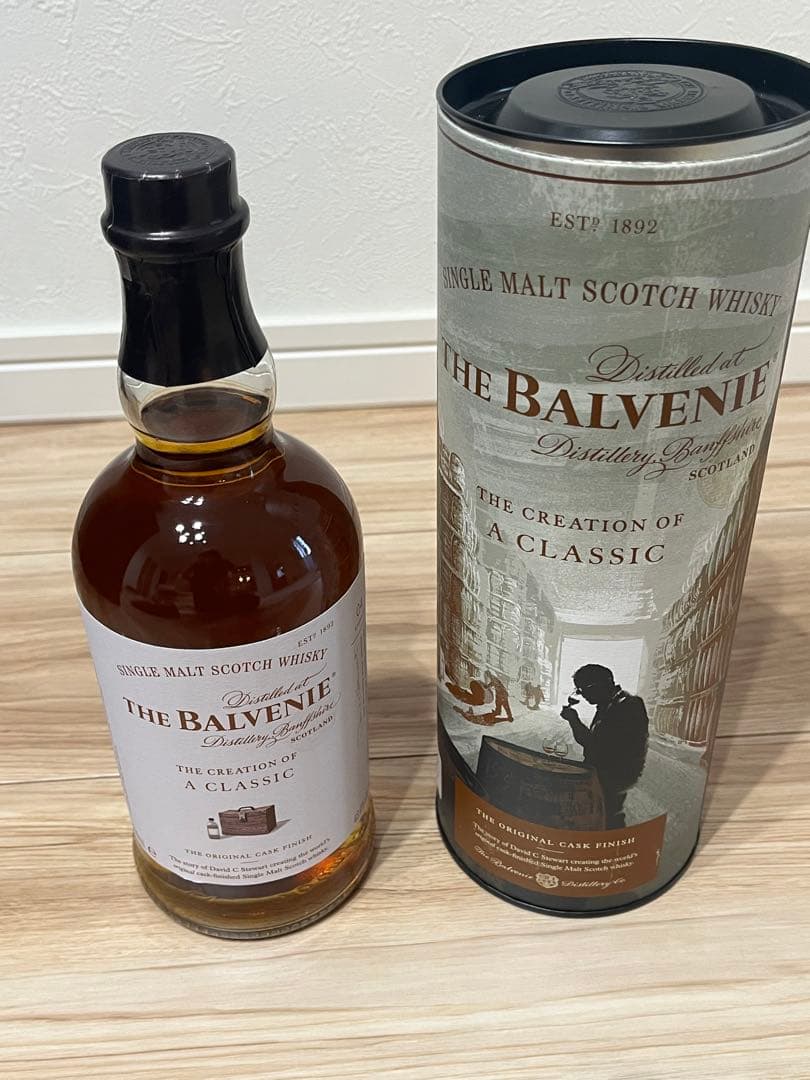 ESTD 1892
SINGLE MALT SCOTCH WHISKY
Distilled at
THE BALVENIE®
Distillery, Banffshire
SCOTLAND
THE CREATION OF
A CLASSIC
THE ORIGINAL CASK FINISH
The story of David C Stewart creating the world's
original cask-finished Single Malt Scotch whisky.
ESTD 1892
SINGLE MALT SCOTCH WHISKY
Distilled at
THE BALVENIE®
Distillery, Banffshire
SCOTLAND
THE CREATION OF
A CLASSIC
THE ORIGINAL CASK FINISH
The story of David C Stewart creating the world's
original cask-finished Single Malt Scotch whisky.
The Balvenie Distillery Co.